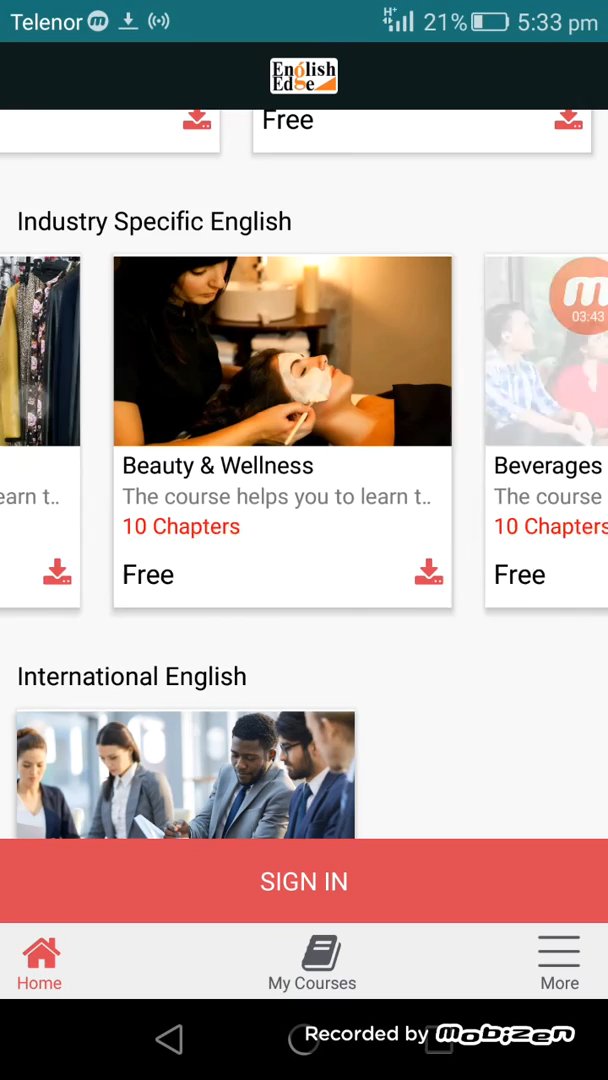 Telenor 21% 5:33 pm
English
Edge
Free
Industry Specific English
03:43
Beauty & Wellness
Beverages
earn t..
The course helps you to learn t..
The course
10 Chapters
10 Chapters
Free
Free
International English
SIGN IN
Home
My Courses
More
Recorded by mobizen